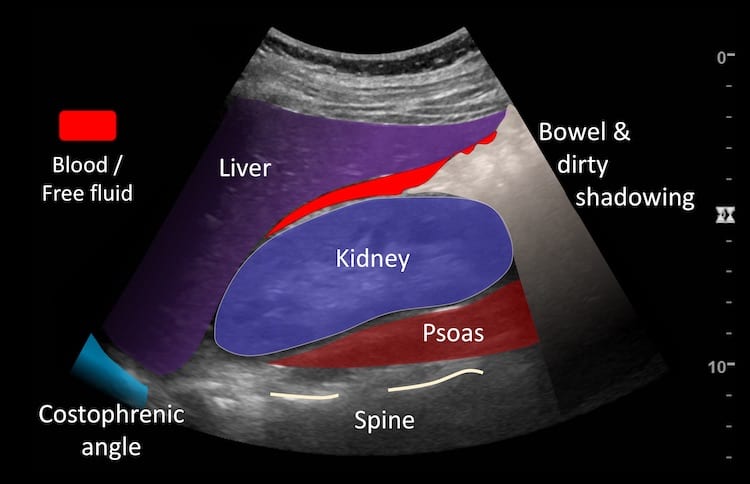 0
Blood /
Free fluid
Liver
Bowel &
dirty
shadowing
Kidney
Psoas
10
Costophrenic
angle
Spine